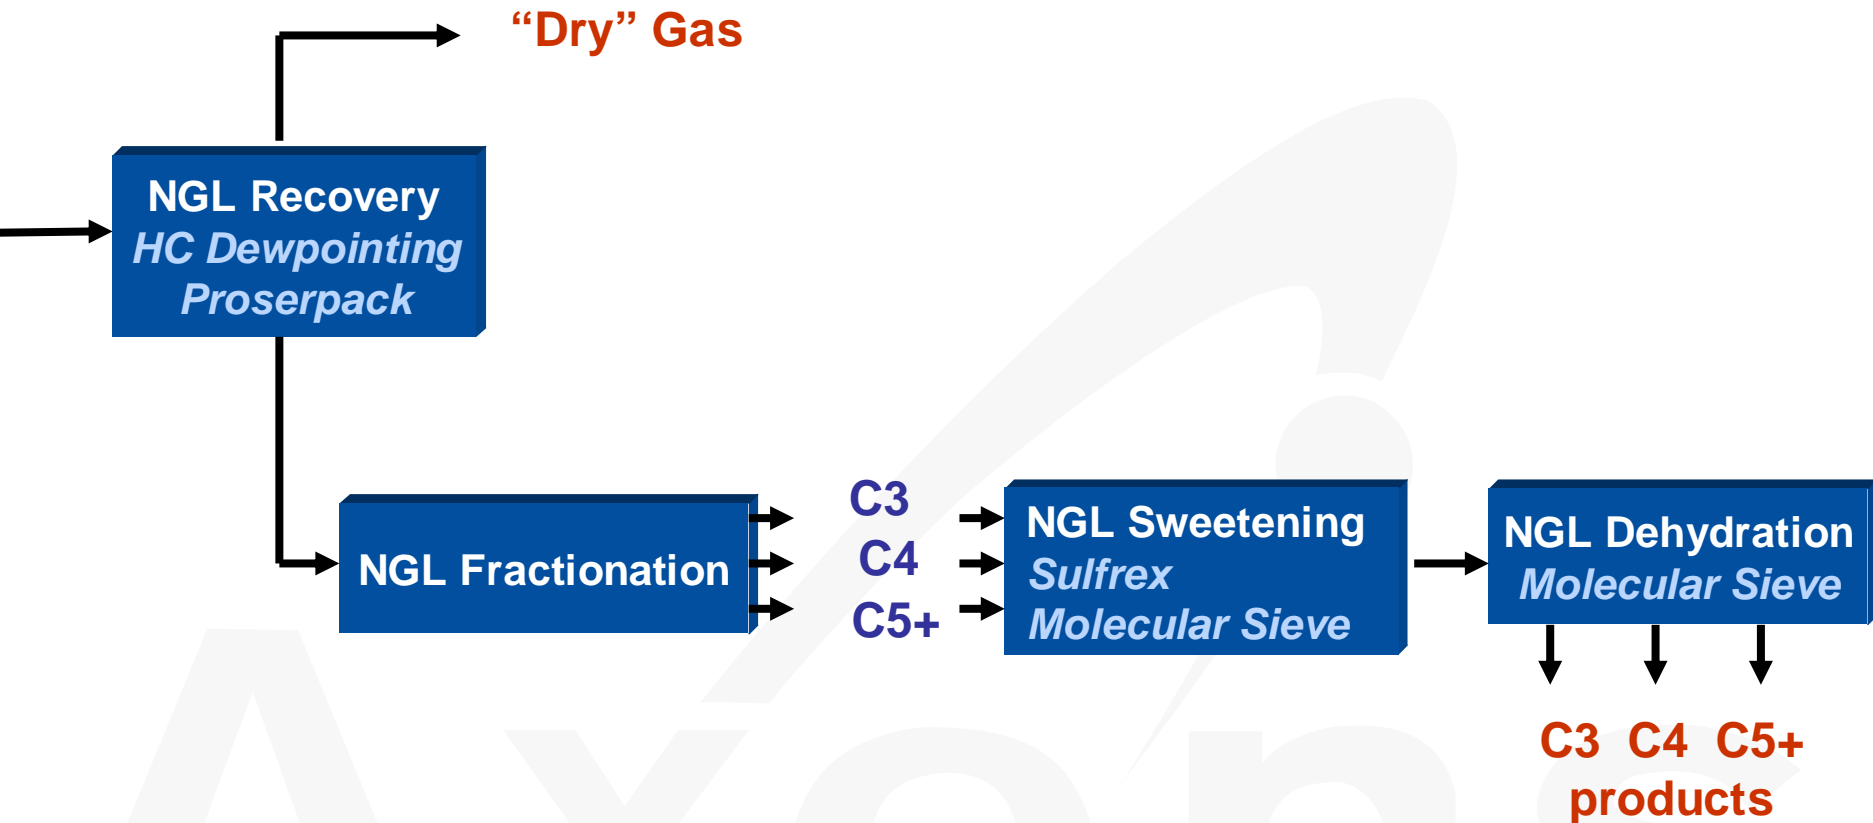 “Dry” Gas
NGL Recovery
HC Dewpointing
Proserpack
NGL Fractionation
C3
C4
C5+
NGL Sweetening
Sulfrex
Molecular Sieve
NGL Dehydration
Molecular Sieve
C3 C4 C5+
products
Axens